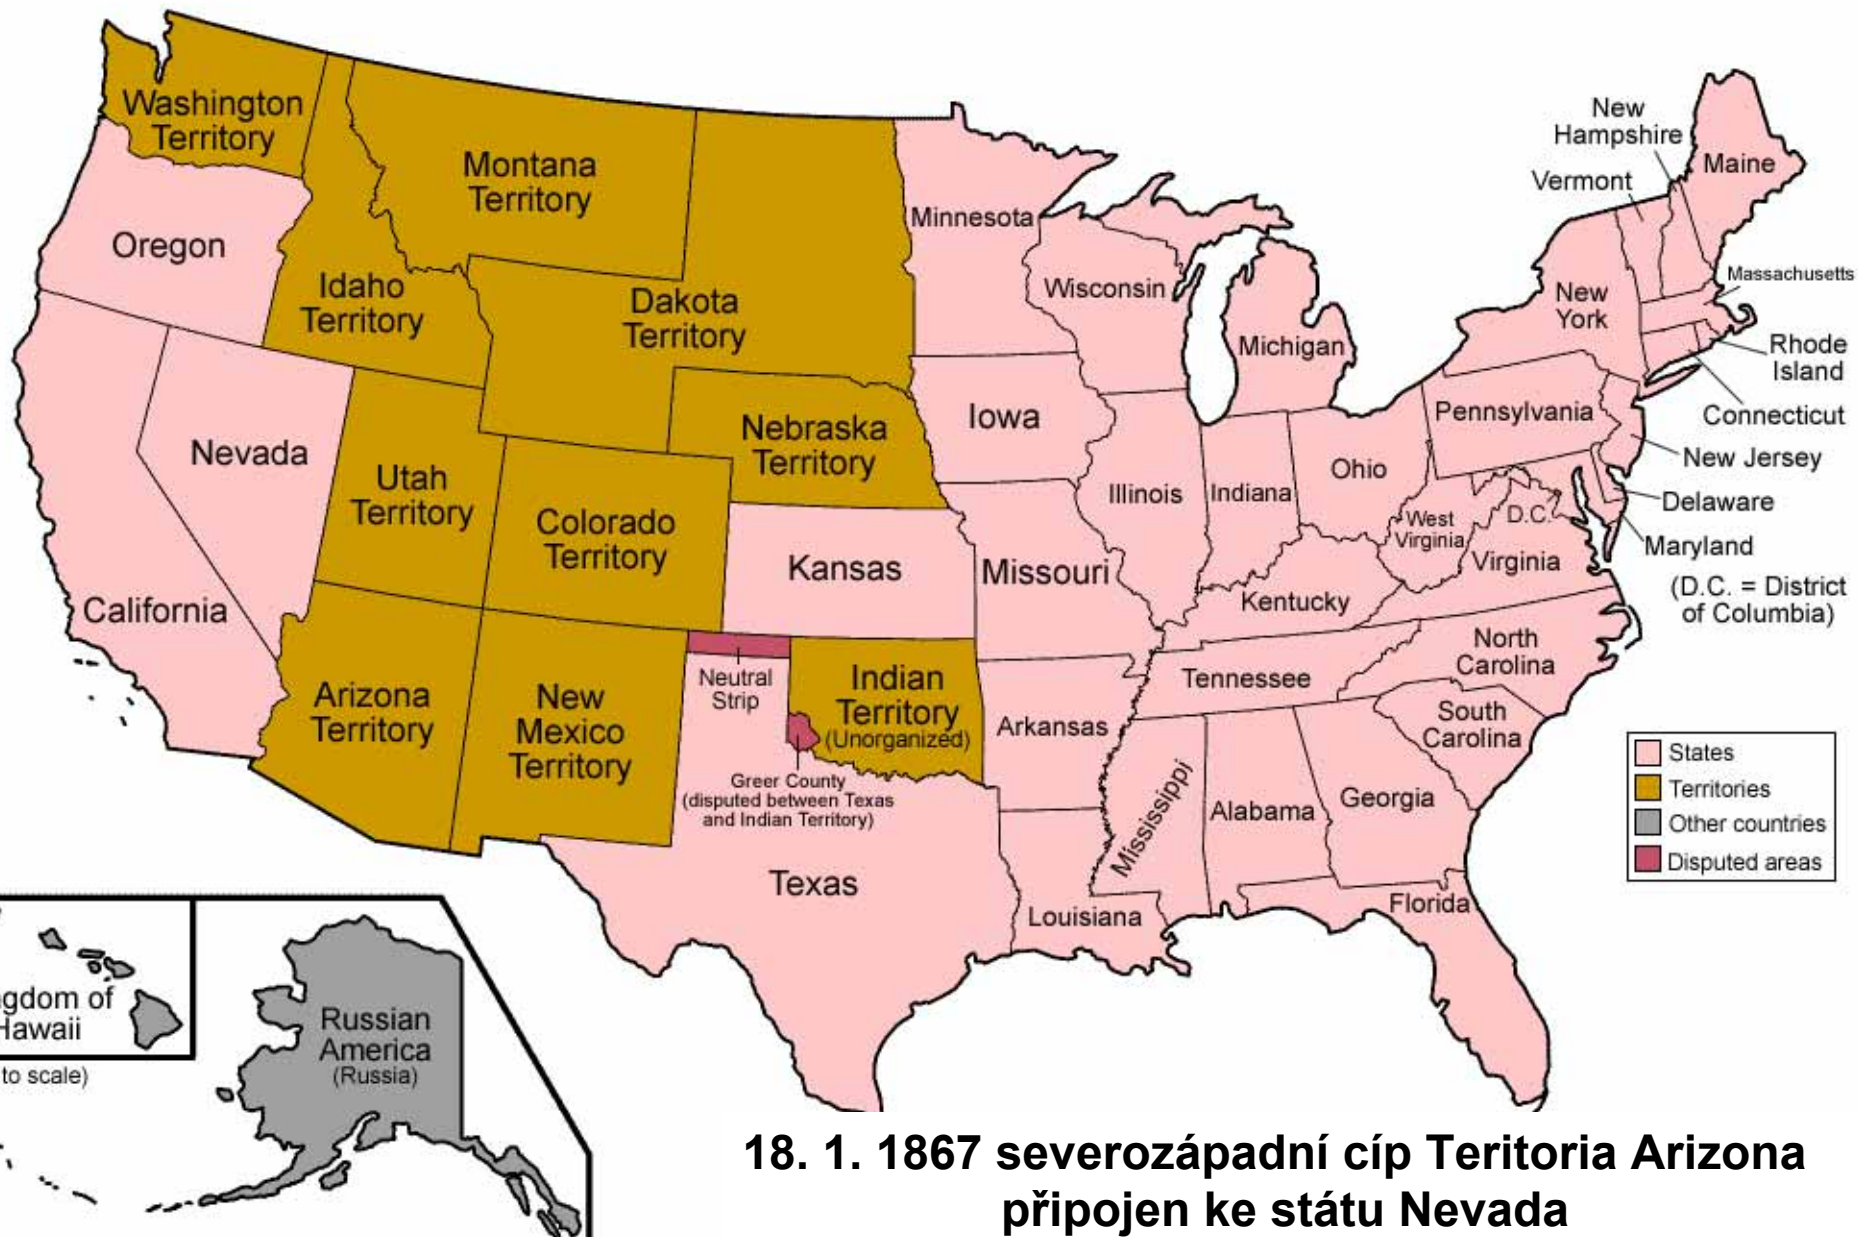 Washington
Territory
Montana
Territory
Oregon
Idaho
Territory
Dakota
Territory
Minnesota
Wisconsin
Michigan
New
Hampshire
Vermont
Maine
Massachusetts
New
York
Rhode
Island
Connecticut
Pennsylvania
New Jersey
Delaware
Maryland
(D.C. = District
of Columbia)
Nevada
Utah
Territory
Colorado
Territory
Nebraska
Territory
Iowa
Illinois
Indiana
Ohio
West
Virginia
D.C.
Virginia
California
Kansas
Missouri
Kentucky
Arizona
Territory
New
Mexico
Territory
Neutral
Strip
Indian
Territory
(Unorganized)
Greer County
(disputed between Texas
and Indian Territory)
Arkansas
Tennessee
North
Carolina
South
Carolina
Texas
Louisiana
Mississippi
Alabama
Georgia
Florida
States
Territories
Other countries
Disputed areas
gdom of
Hawaii
to scale)
Russian
America
(Russia)
18. 1. 1867 severozápadní cíp Teritoria Arizona
připojen ke státu Nevada